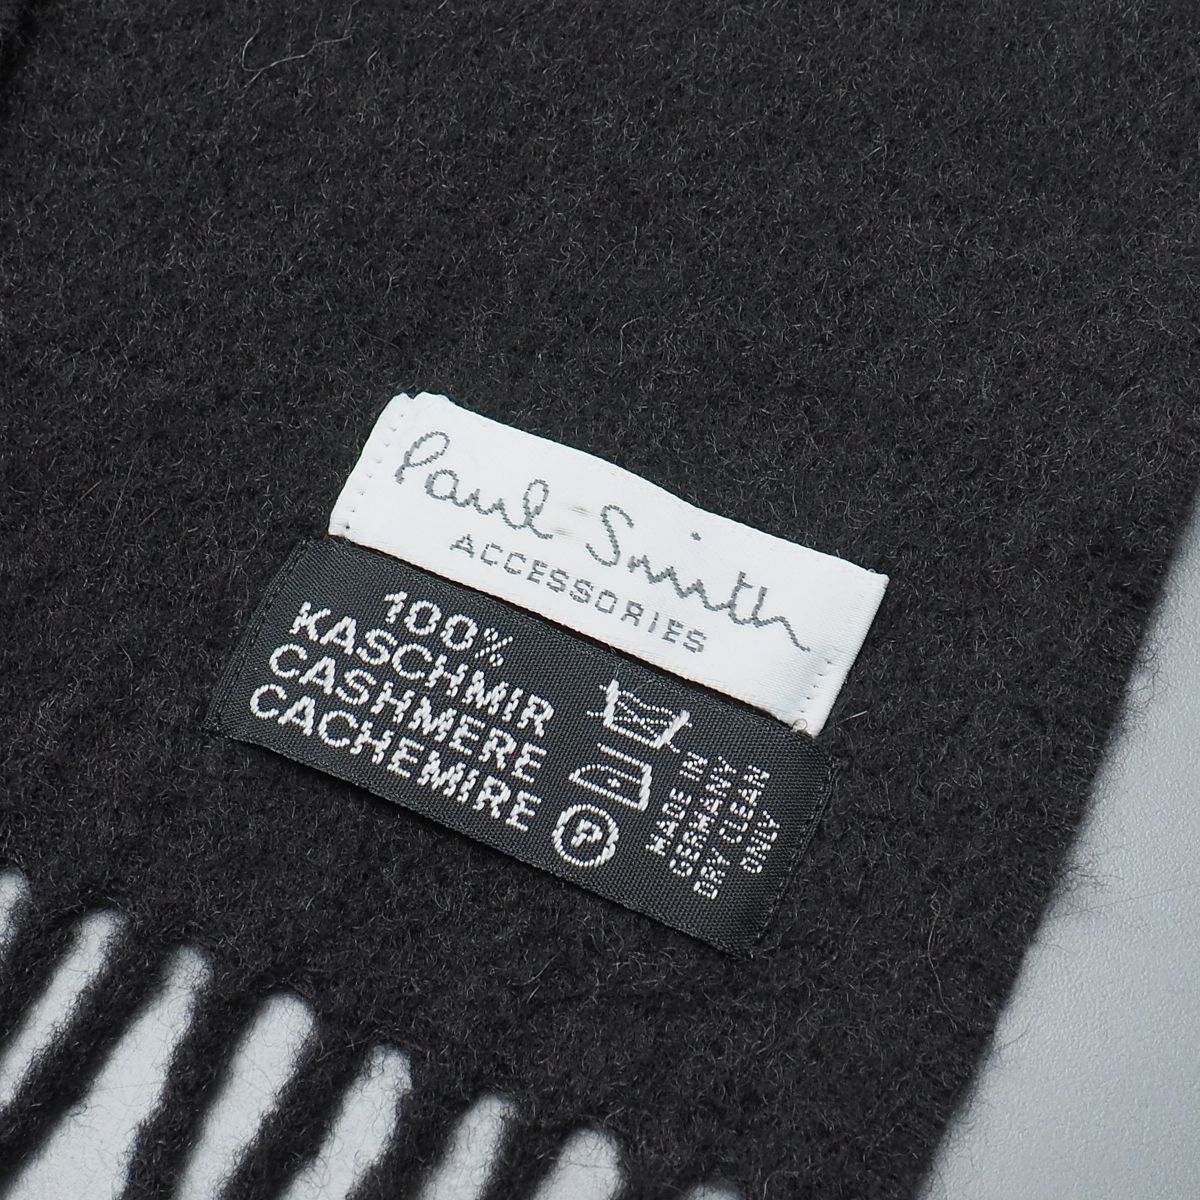 Paul Smith
ACCESSORIES
100%
KASCHMIR
CASHMERE
CACHEMIRE
P
MADE IN
GERMANY
DRY CLEAN
ONLY